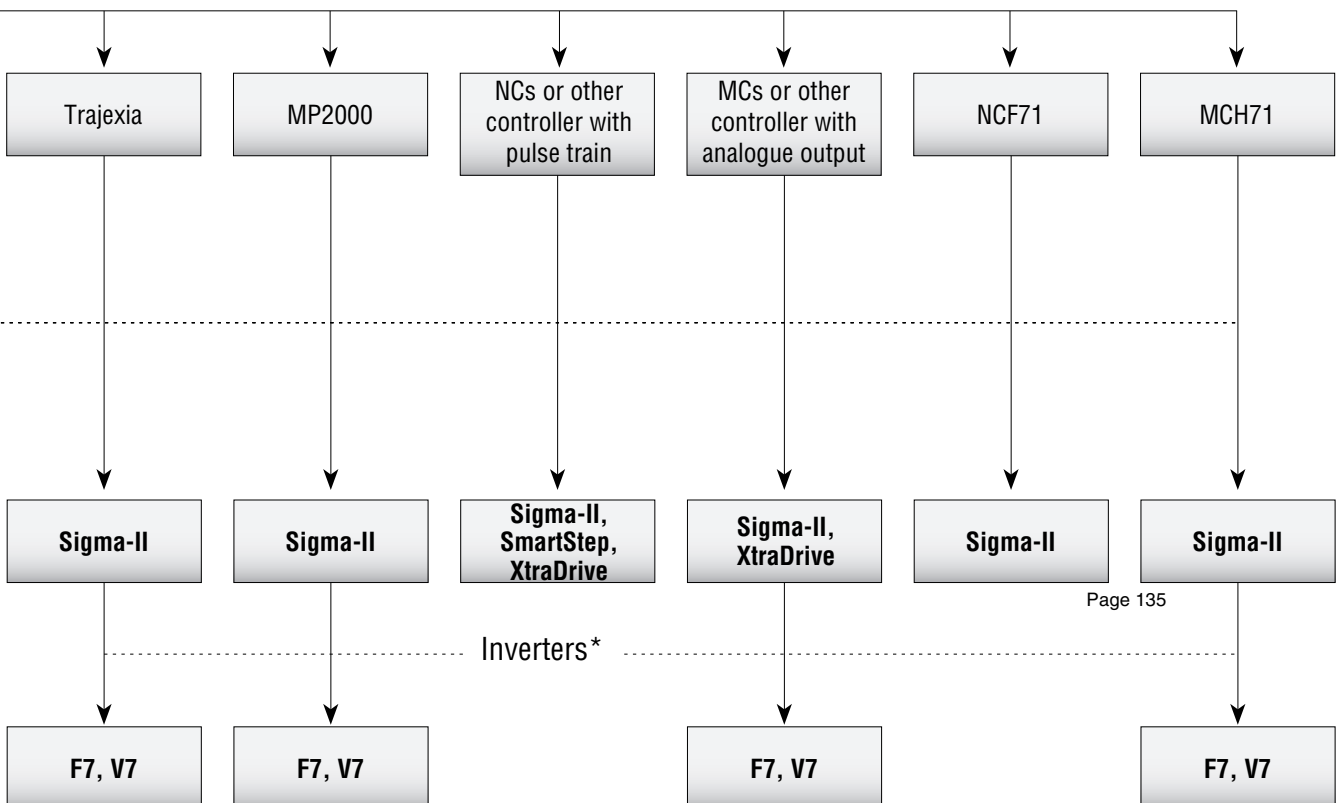 Trajexia
MP2000
NCs or other
controller with
pulse train
MCs or other
controller with
analogue output
NCF71
MCH71
Sigma-II
Sigma-II
Sigma-II,
SmartStep,
XtraDrive
Sigma-II,
XtraDrive
Sigma-II
Sigma-II
Page 135
Inverters*
F7, V7
F7, V7
F7, V7
F7, V7